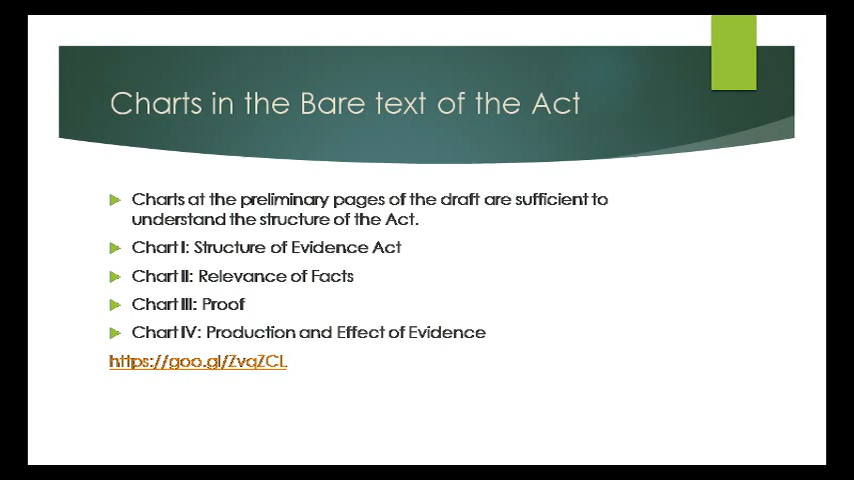 Charts in the Bare text of the Act
Charts at the preliminary pages of the draft are sufficient to
understand the structure of the Act.
Chart I: Structure of Evidence Act
Chart II: Relevance of Facts
Chart III: Proof
Chart IV: Production and Effect of Evidence
https://goo.gl/ZvqZCL